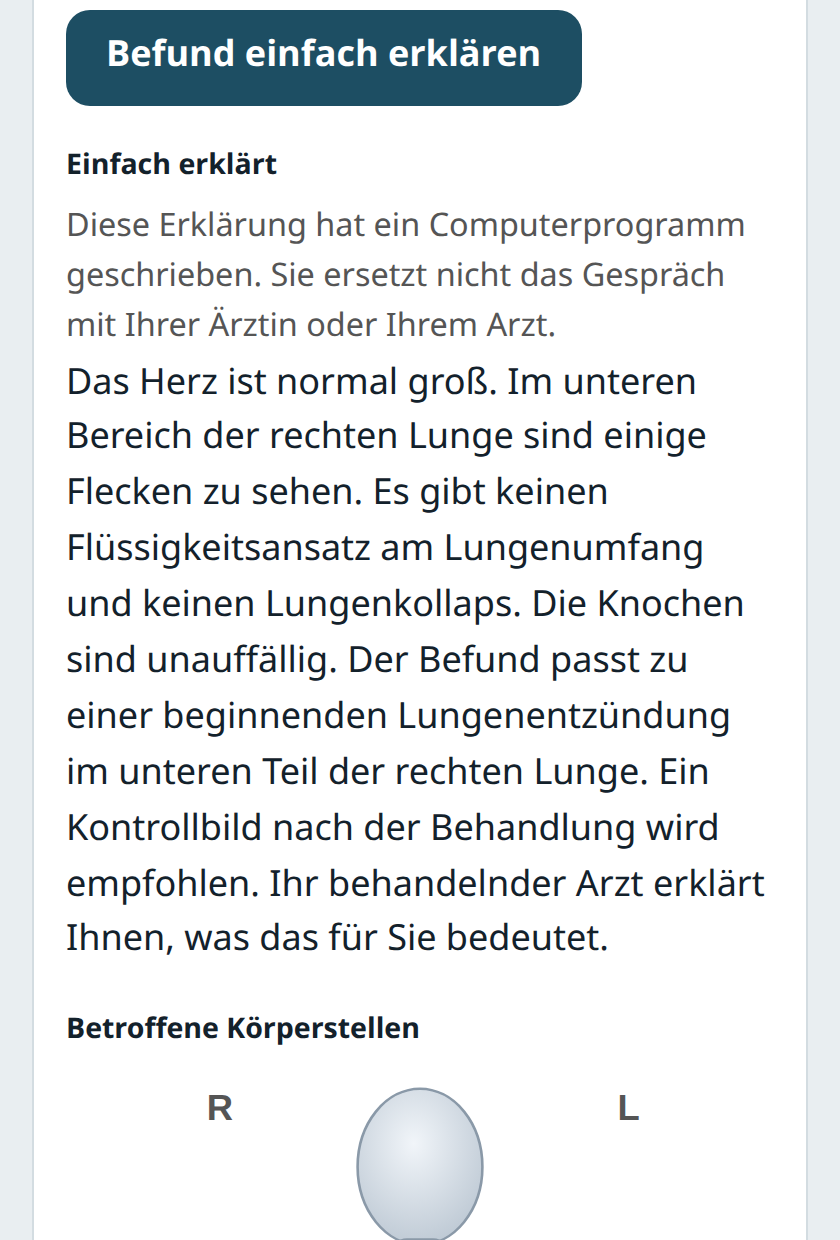 Befund einfach erklären
Einfach erklärt
Diese Erklärung hat ein Computerprogramm
geschrieben. Sie ersetzt nicht das Gespräch
mit Ihrer Ärztin oder Ihrem Arzt.
Das Herz ist normal groß. Im unteren
Bereich der rechten Lunge sind einige
Flecken zu sehen. Es gibt keinen
Flüssigkeitsansatz am Lungenumfang
und keinen Lungenkollaps. Die Knochen
sind unauffällig. Der Befund passt zu
einer beginnenden Lungenentzündung
im unteren Teil der rechten Lunge. Ein
Kontrollbild nach der Behandlung wird
empfohlen. Ihr behandelnder Arzt erklärt
Ihnen, was das für Sie bedeutet.
Betroffene Körperstellen
R L